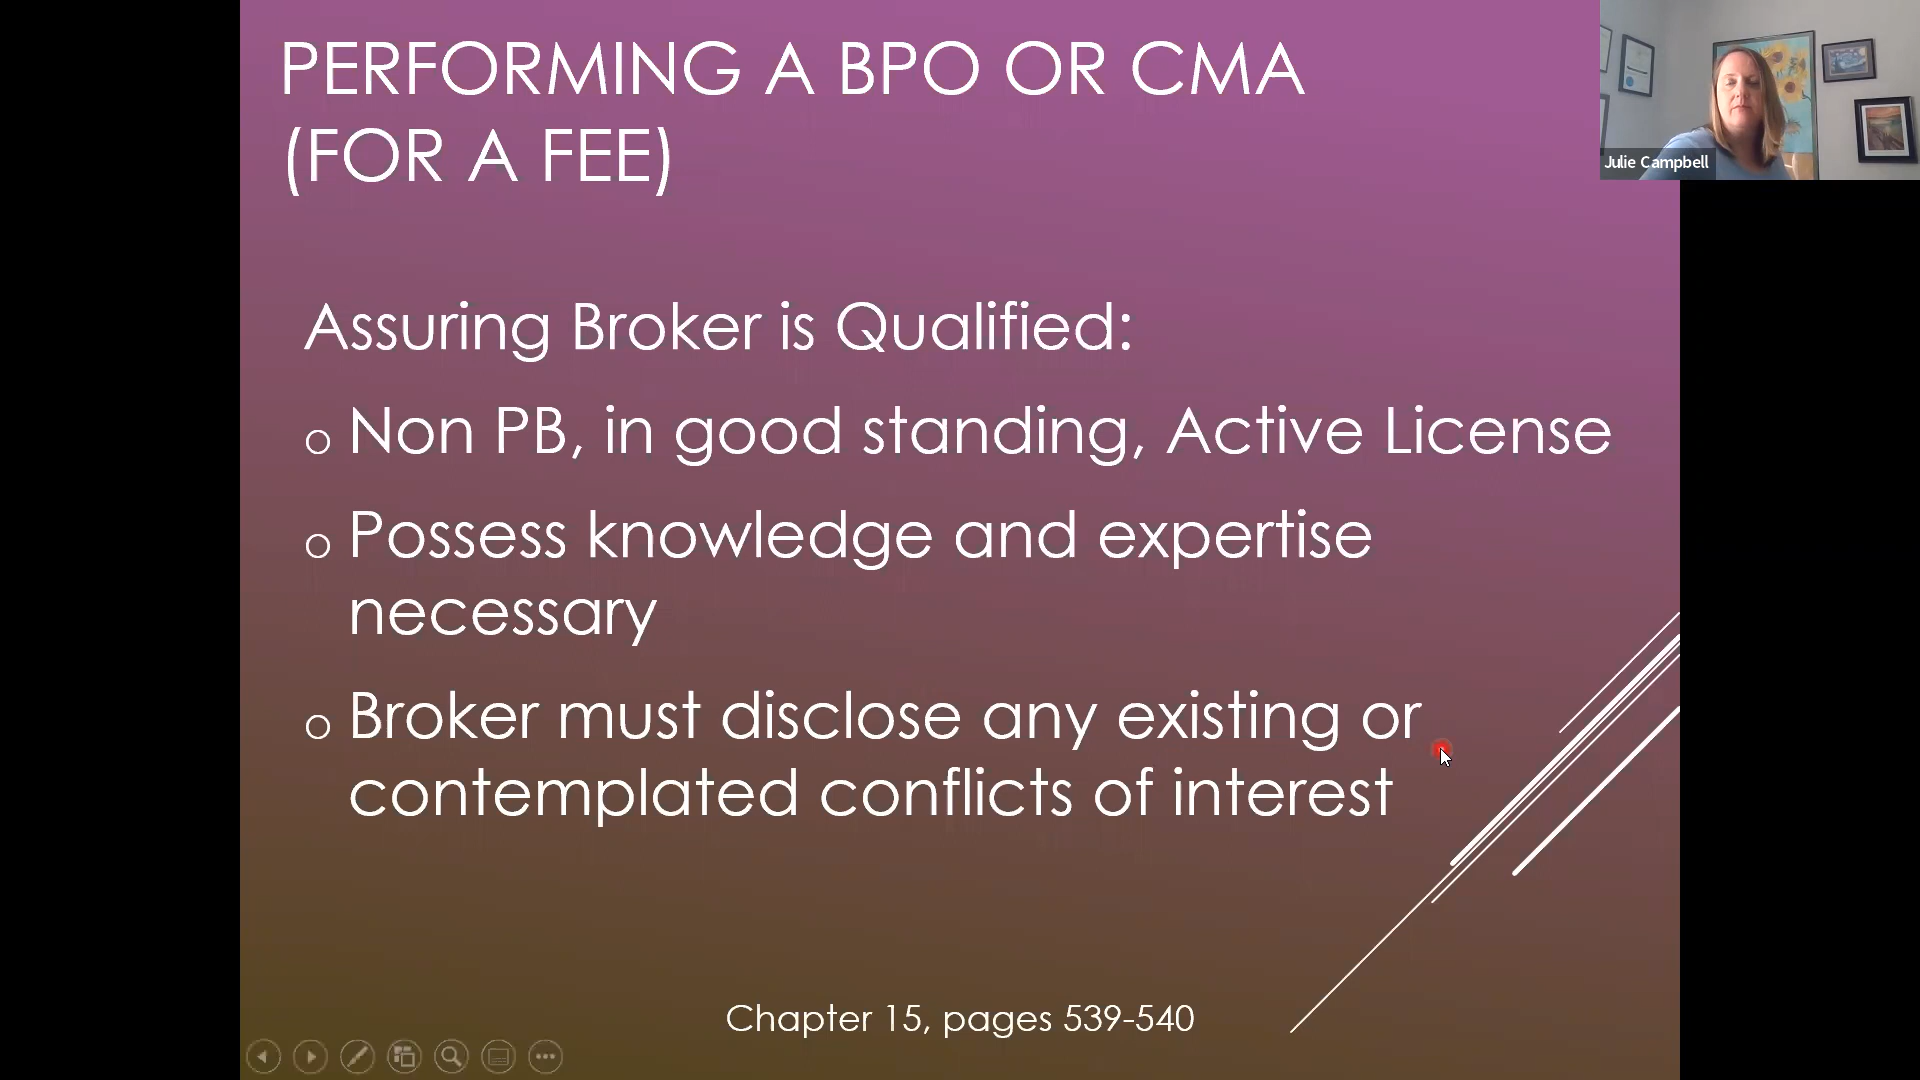 PERFORMING A BPO OR CMA
(FOR A FEE)
Julie Campbell
Assuring Broker is Qualified:
o Non PB, in good standing, Active License
o Possess knowledge and expertise
necessary
o Broker must disclose any existing or
contemplated conflicts of interest
Chapter 15, pages 539-540